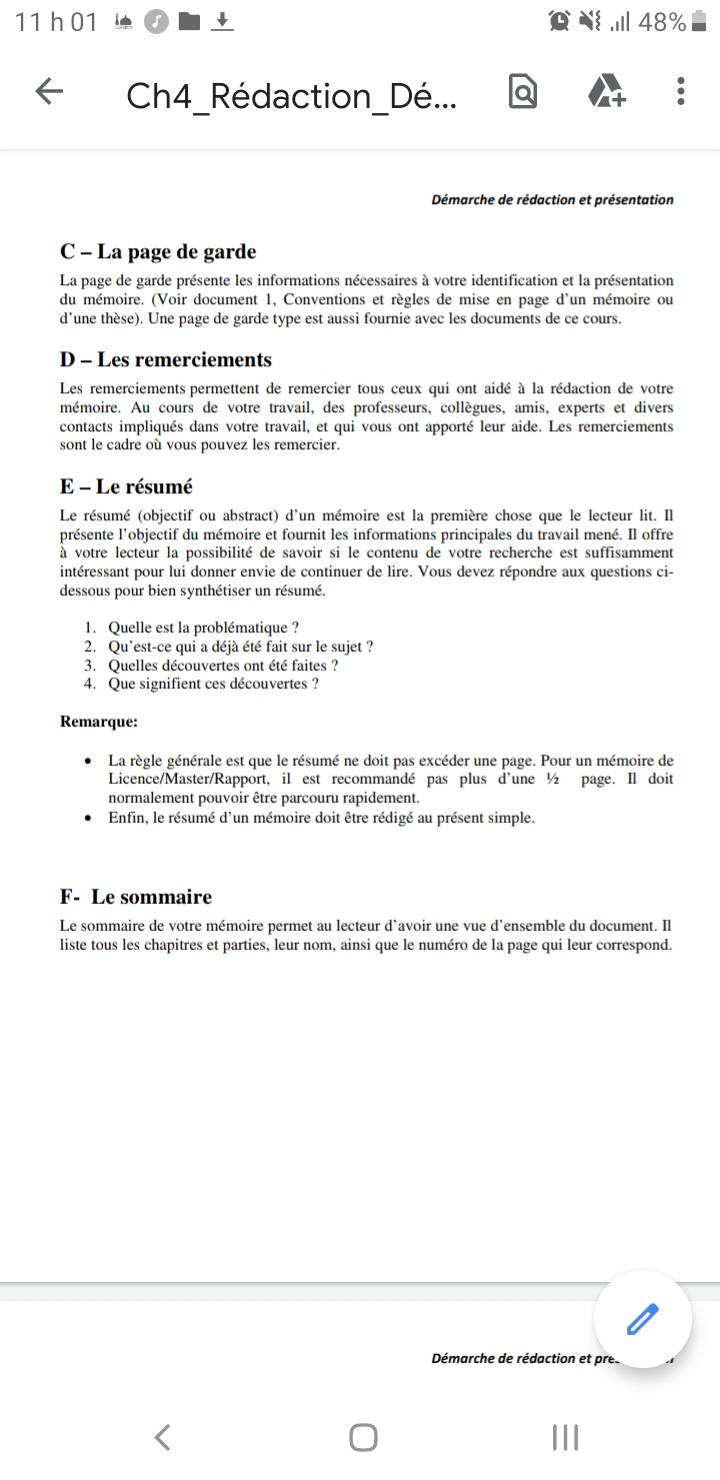 11 h 01 48%
Ch4_Rédaction_Dé...
Démarche de rédaction et présentation
C – La page de garde
La page de garde présente les informations nécessaires à votre identification et la présentation
du mémoire. (Voir document 1, Conventions et règles de mise en page d'un mémoire ou
d'une thèse). Une page de garde type est aussi fournie avec les documents de ce cours.
D – Les remerciements
Les remerciements permettent de remercier tous ceux qui ont aidé à la rédaction de votre
mémoire. Au cours de votre travail, des professeurs, collègues, amis, experts et divers
contacts impliqués dans votre travail, et qui vous ont apporté leur aide. Les remerciements
sont le cadre où vous pouvez les remercier.
E – Le résumé
Le résumé (objectif ou abstract) d'un mémoire est la première chose que le lecteur lit. Il
présente l'objectif du mémoire et fournit les informations principales du travail mené. Il offre
à votre lecteur la possibilité de savoir si le contenu de votre recherche est suffisamment
intéressant pour lui donner envie de continuer de lire. Vous devez répondre aux questions ci-
dessous pour bien synthétiser un résumé.
1. Quelle est la problématique ?
2. Qu'est-ce qui a déjà été fait sur le sujet ?
3. Quelles découvertes ont été faites ?
4. Que signifient ces découvertes ?
Remarque:
• La règle générale est que le résumé ne doit pas excéder une page. Pour un mémoire de
Licence/Master/Rapport, il est recommandé pas plus d'une ½ page. Il doit
normalement pouvoir être parcouru rapidement.
• Enfin, le résumé d'un mémoire doit être rédigé au présent simple.
F- Le sommaire
Le sommaire de votre mémoire permet au lecteur d'avoir une vue d'ensemble du document. Il
liste tous les chapitres et parties, leur nom, ainsi que le numéro de la page qui leur correspond.
Démarche de rédaction et